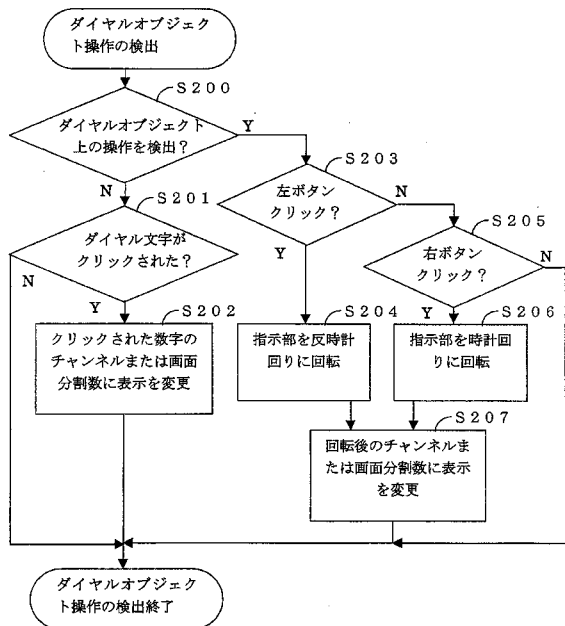 ダイヤルオブジェク
ト操作の検出
S200
ダイヤルオブジェクト
上の操作を検出?
Y
N
S203
左ボタン
クリック?
N
Y
S201
ダイヤル文字が
クリックされた?
N
Y
S205
右ボタン
クリック?
N
Y
S202
クリックされた数字の
チャンネルまたは画面
分割数に表示を変更
S204
指示部を反時計
回りに回転
S206
指示部を時計回
りに回転
S207
回転後のチャンネルま
たは画面分割数に表示
を変更
ダイヤルオブジェク
ト操作の検出終了